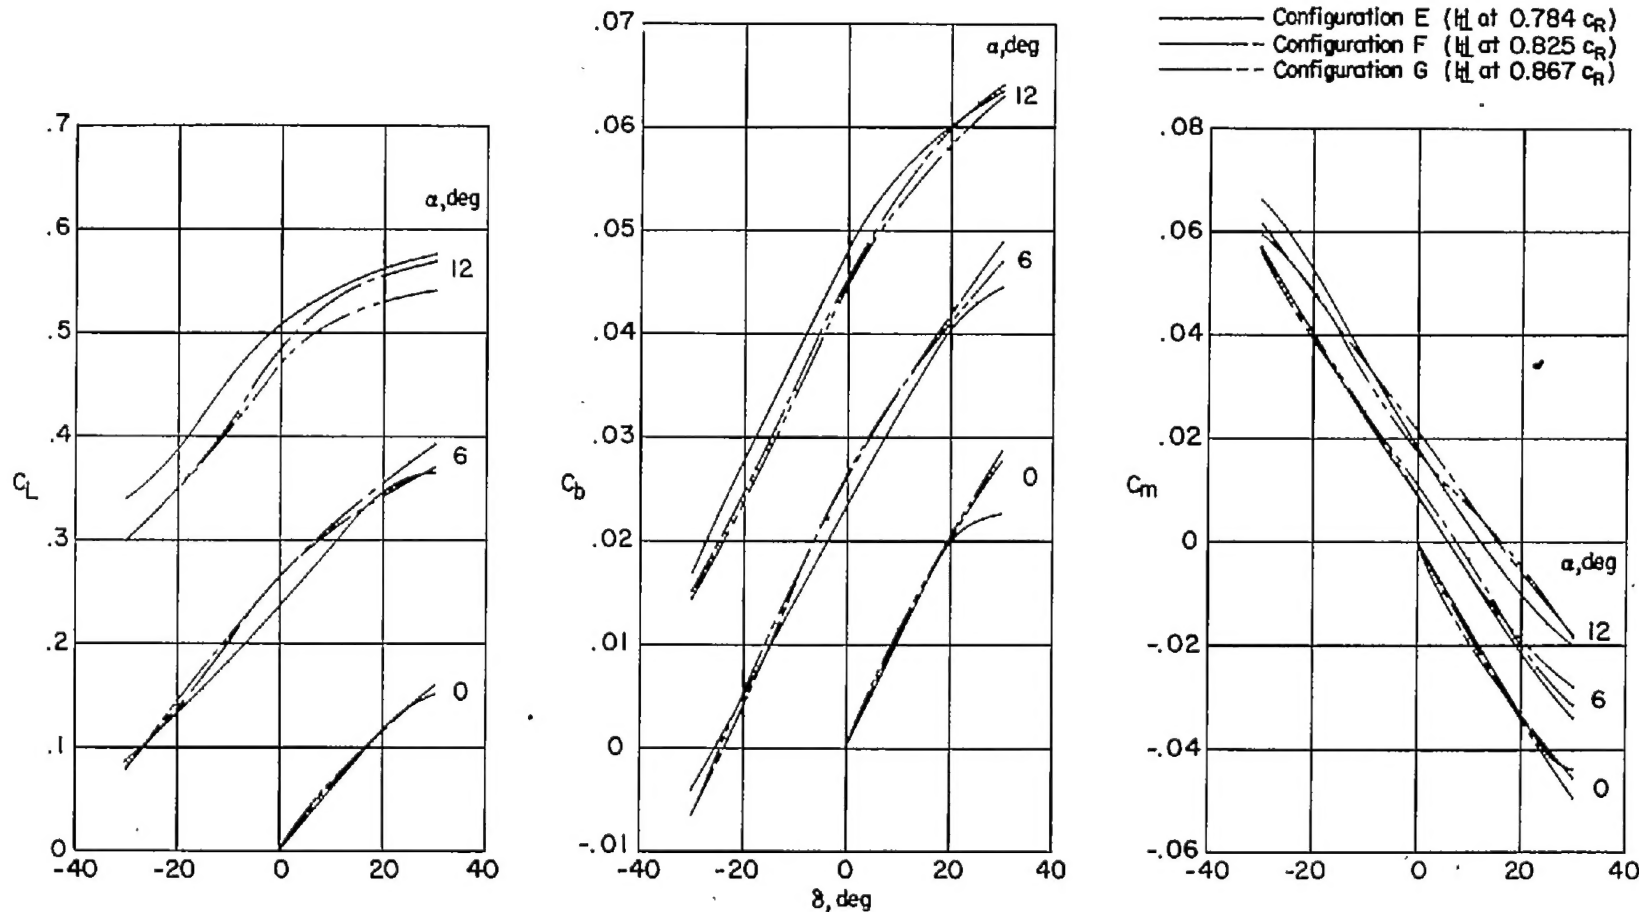 Configuration E (HL at 0.784 cR)
Configuration F (HL at 0.825 cR)
Configuration G (HL at 0.867 cR)
.7
.6
.5
.4
.3
.2
.1
0
CL
α, deg
12
6
0
-40 -20 0 20 40
.07
.06
.05
.04
.03
.02
.01
0
-.01
Cb
α, deg
12
6
0
-40 -20 0 20 40
δ, deg
.08
.06
.04
.02
0
-.02
-.04
-.06
Cm
α, deg
12
6
0
-40 -20 0 20 40